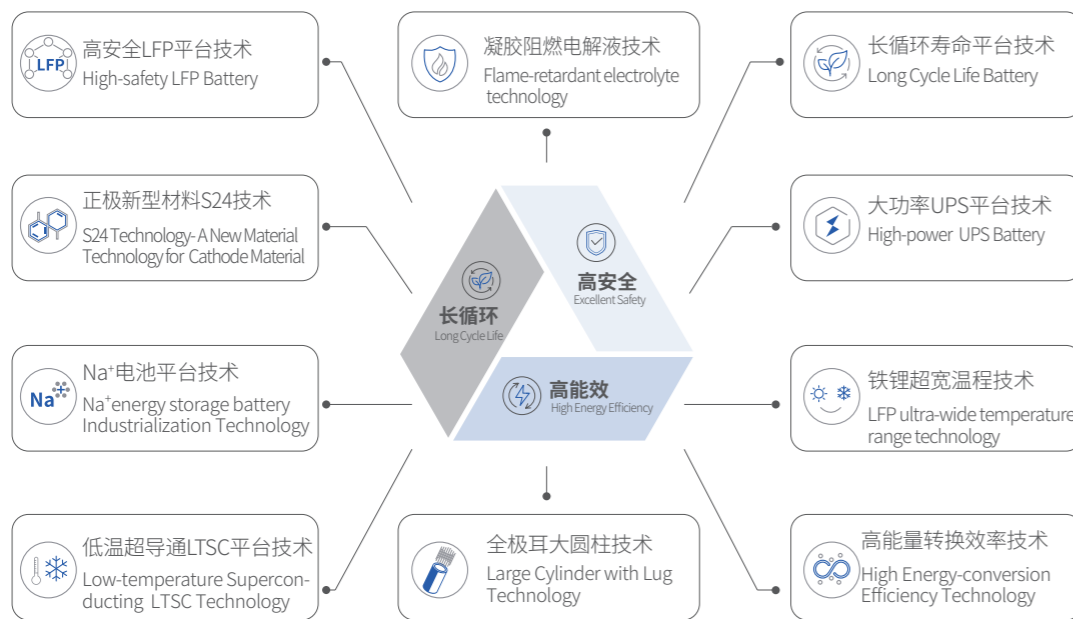 LFP
高安全LFP平台技术
High-safety LFP Battery
凝胶阻燃电解液技术
Flame-retardant electrolyte
technology
长循环寿命平台技术
Long Cycle Life Battery
正极新型材料S24技术
S24 Technology- A New Material
Technology for Cathode Material
大功率UPS平台技术
High-power UPS Battery
高安全
Excellent Safety
长循环
Long Cycle Life
高能效
High Energy Efficiency
Na⁺
Na⁺电池平台技术
Na⁺energy storage battery
Industrialization Technology
铁锂超宽温程技术
LFP ultra-wide temperature
range technology
低温超导通LTSC平台技术
Low-temperature Supercon-
ducting LTSC Technology
全极耳大圆柱技术
Large Cylinder with Lug
Technology
高能量转换效率技术
High Energy-conversion
Efficiency Technology